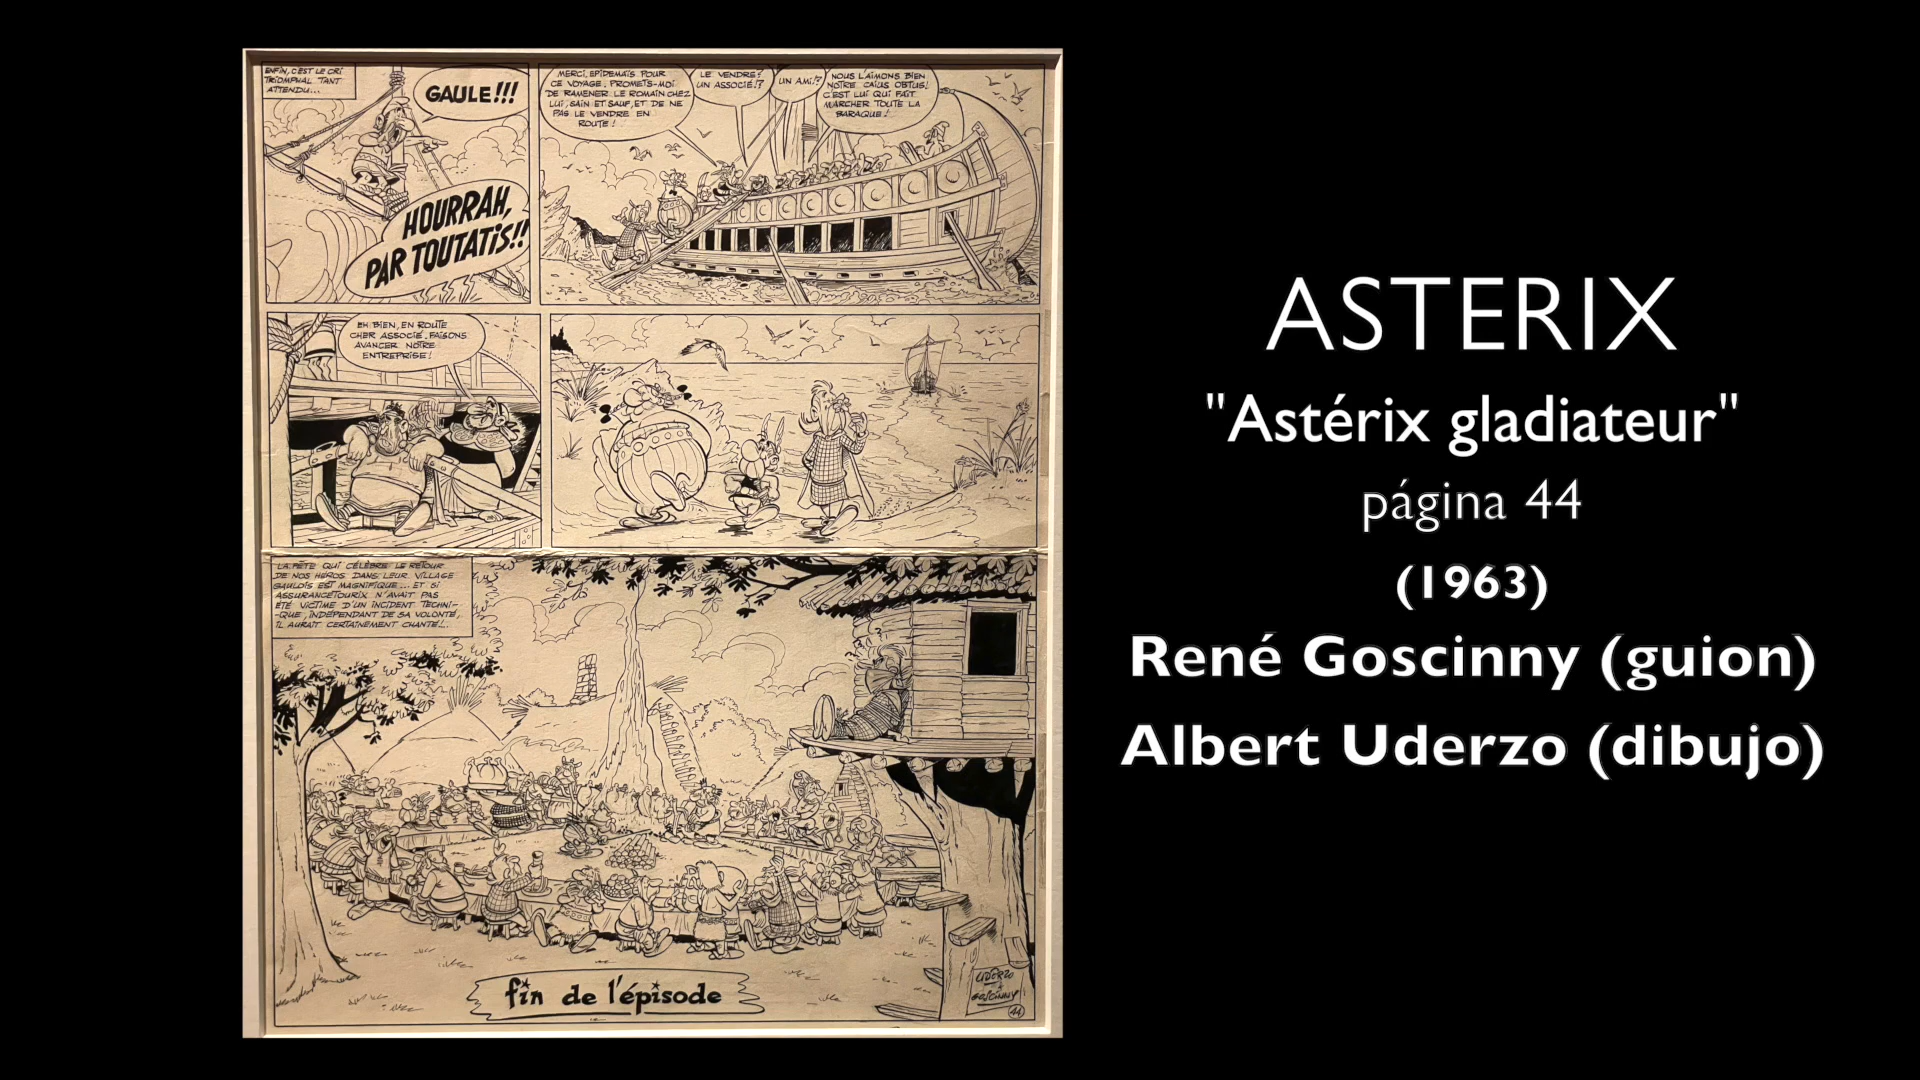 ENFIN, C'EST LE CRI
TRIOMPHAL TANT
ATTENDU...
GAULE!!!
HOURRAH,
PAR TOUTATIS!!
MERCI, EPIDEMAÏS POUR
CE VOYAGE. PROMETS-MOI
DE RAMENER LE ROMAIN CHEZ
LUI, SAIN ET SAUF, ET DE NE
PAS LE VENDRE EN
ROUTE!
LE VENDRE?
UN ASSOCIÉ!?
UN AMI!?
NOUS L'AIMONS BIEN
NOTRE CAIUS OBTUS!
C'EST LUI QUI FAIT
MARCHER TOUTE LA
BARAQUE!
EH BIEN, EN ROUTE
CHER ASSOCIÉ. FAISONS
AVANCER NOTRE
ENTREPRISE!
LA FÊTE QUI CÉLÈBRE LE RETOUR
DE NOS HÉROS DANS LEUR VILLAGE
GAULOIS EST MAGNIFIQUE... ET SI
ASSURANCETOURIX N'AVAIT PAS
ÉTÉ VICTIME D'UN INCIDENT TECHNI-
-QUE, INDÉPENDANT DE SA VOLONTÉ,
IL AURAIT CERTAINEMENT CHANTÉ!..
fin de l'épisode
UDERZO
GOSCINNY
44
ASTERIX
"Astérix gladiateur"
página 44
(1963)
René Goscinny (guion)
Albert Uderzo (dibujo)